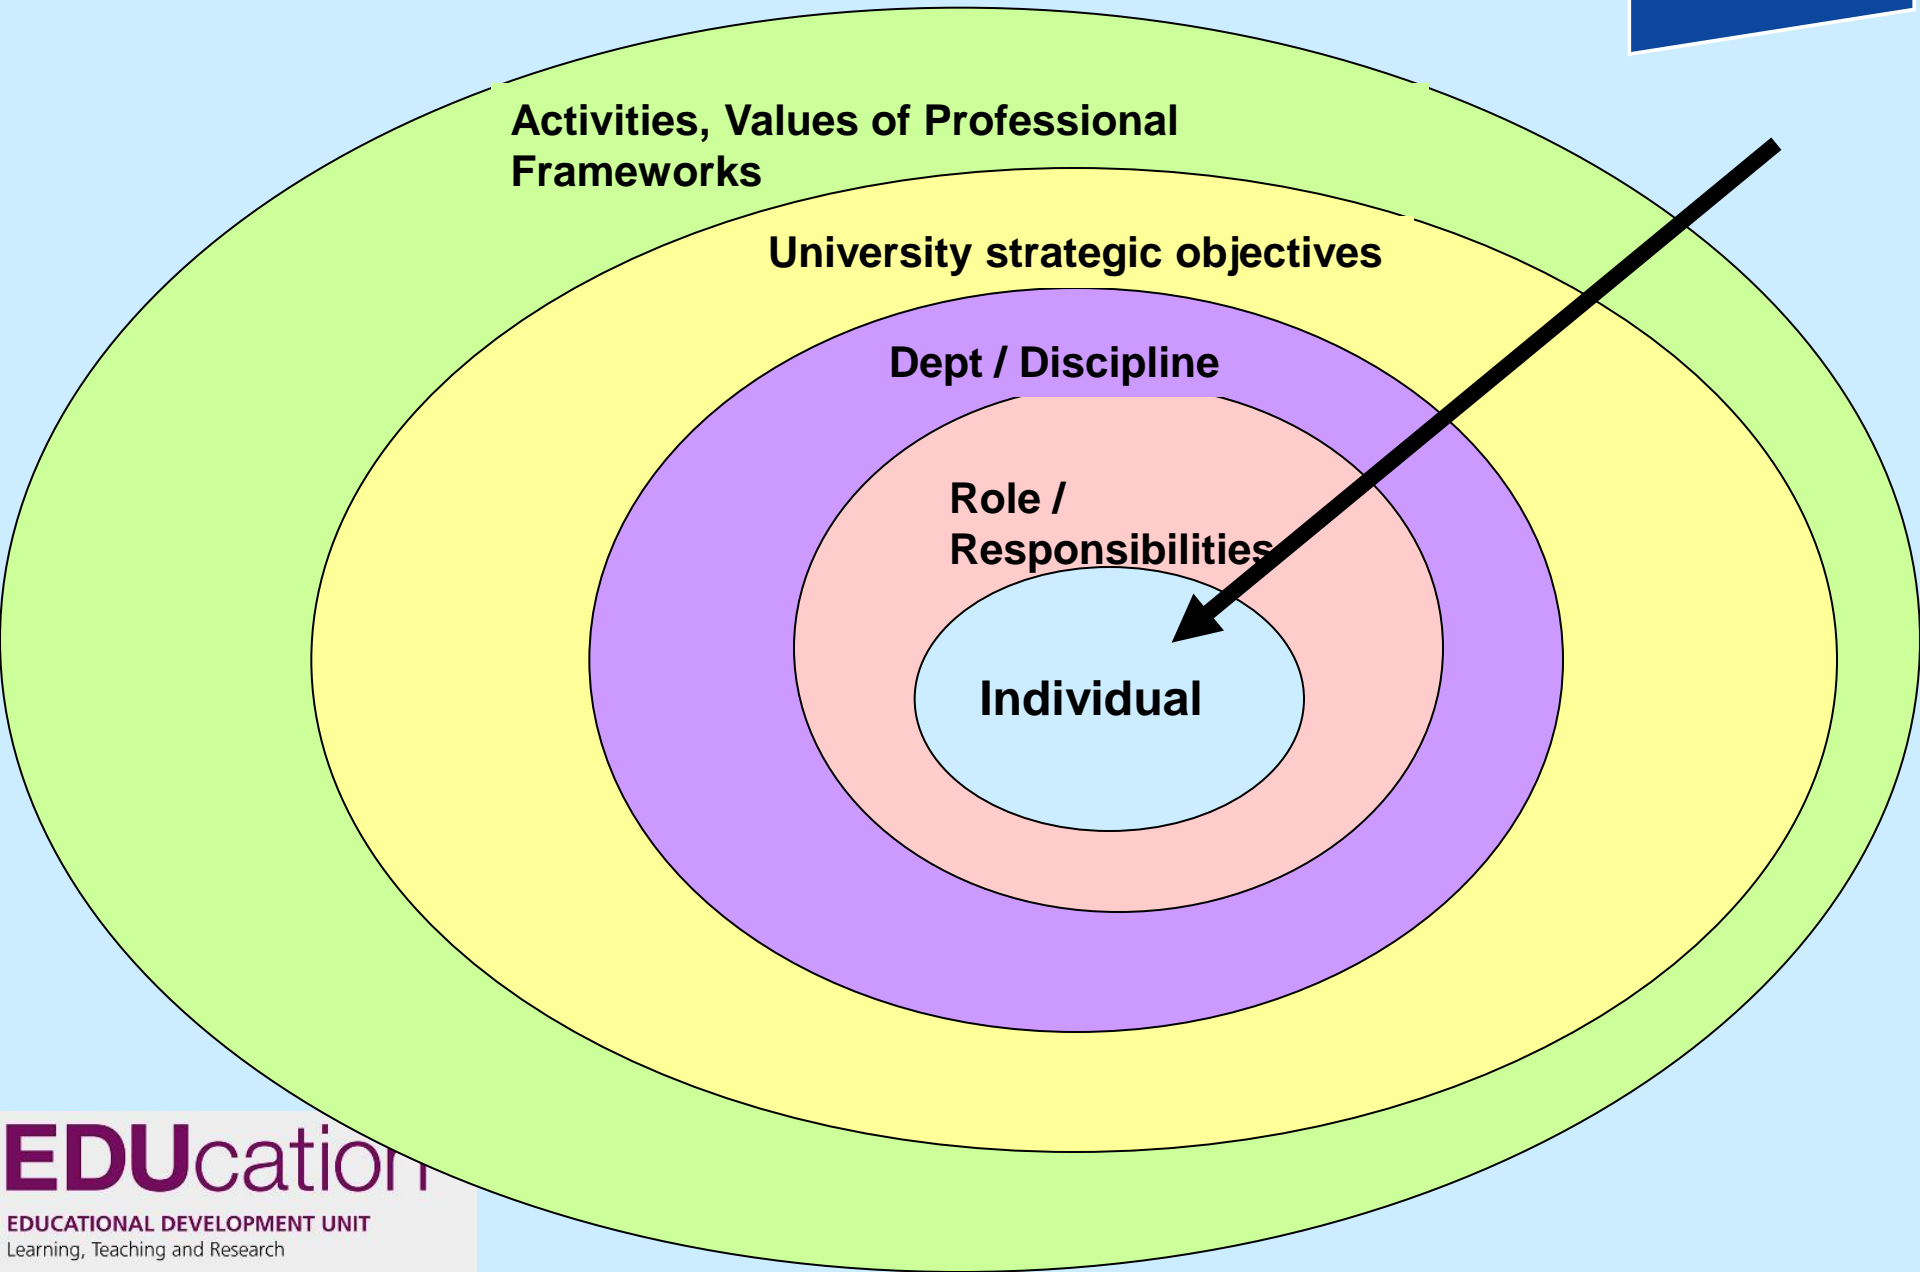 Activities, Values of Professional
Frameworks
University strategic objectives
Dept / Discipline
Role /
Responsibilities
Individual
EDUcation
EDUCATIONAL DEVELOPMENT UNIT
Learning, Teaching and Research